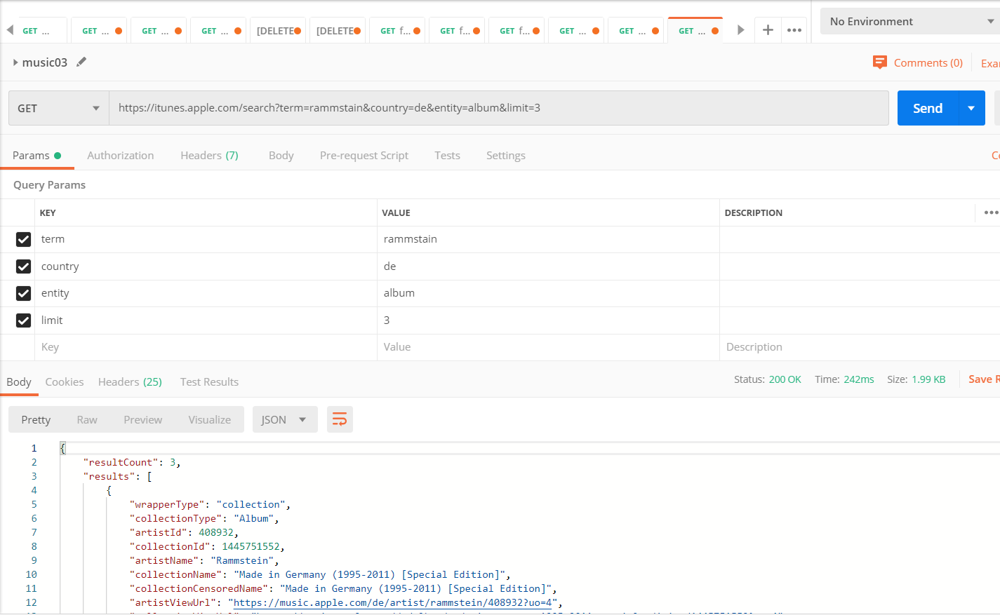 GET ... GET ... GET ... GET ... [DELETE [DELETE GET f... GET f... GET f... GET ... GET ... GET ... No Environment
music03 Comments (0) Exa
GET https://itunes.apple.com/search?term=rammstain&country=de&entity=album&limit=3 Send
Params Authorization Headers (7) Body Pre-request Script Tests Settings
Query Params
KEY VALUE DESCRIPTION
term rammstain
country de
entity album
limit 3
Key Value Description
Body Cookies Headers (25) Test Results Status: 200 OK Time: 242ms Size: 1.99 KB Save
Pretty Raw Preview Visualize JSON
1 {
2 "resultCount": 3,
3 "results": [
4 {
5 "wrapperType": "collection",
6 "collectionType": "Album",
7 "artistId": 408932,
8 "collectionId": 1445751552,
9 "artistName": "Rammstein",
10 "collectionName": "Made in Germany (1995-2011) [Special Edition]",
11 "collectionCensoredName": "Made in Germany (1995-2011) [Special Edition]",
12 "artistViewUrl": "https://music.apple.com/de/artist/rammstein/408932?uo=4",